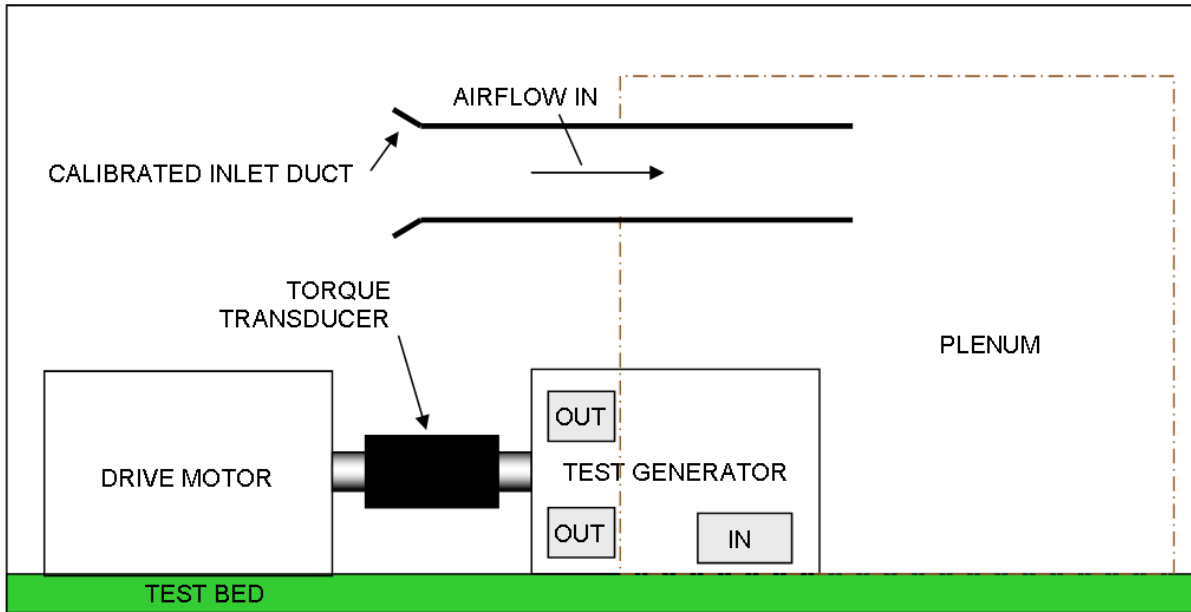 AIRFLOW IN
CALIBRATED INLET DUCT
TORQUE
TRANSDUCER
PLENUM
OUT
DRIVE MOTOR
TEST GENERATOR
OUT
IN
TEST BED